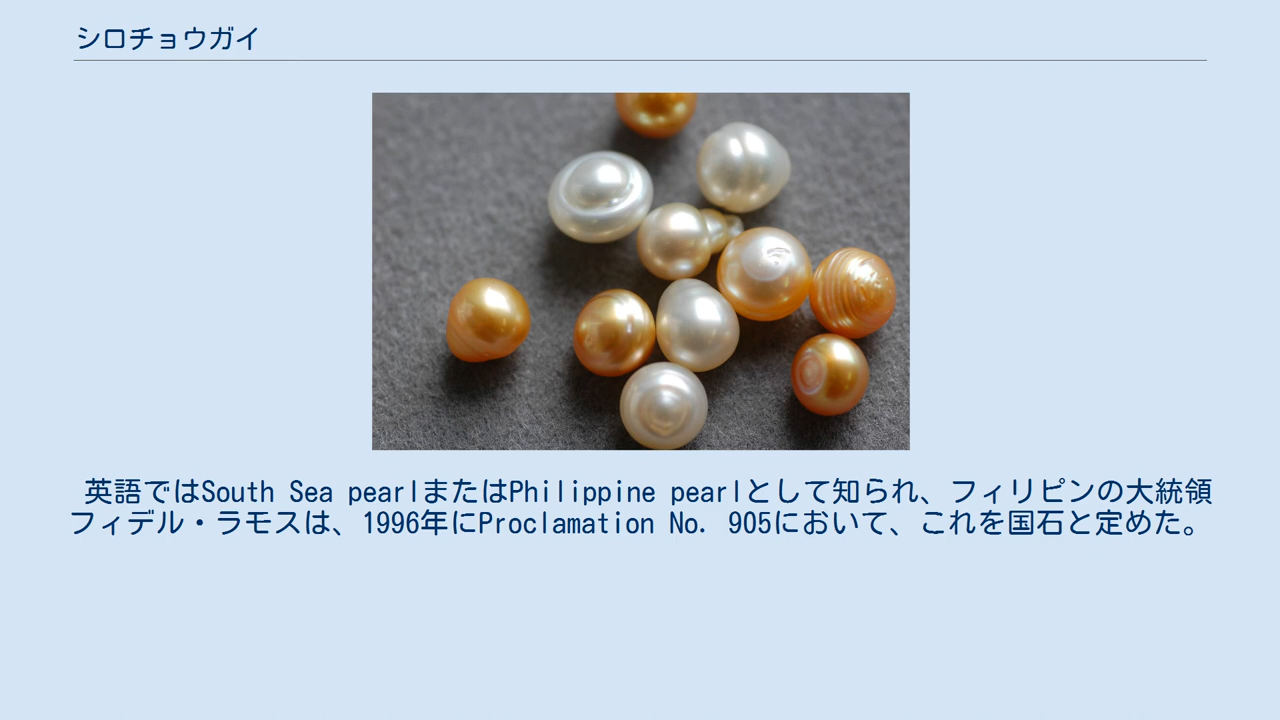 シロチョウガイ
英語ではSouth Sea pearlまたはPhilippine pearlとして知られ、フィリピンの大統領
フィデル・ラモスは、1996年にProclamation No. 905において、これを国石と定めた。